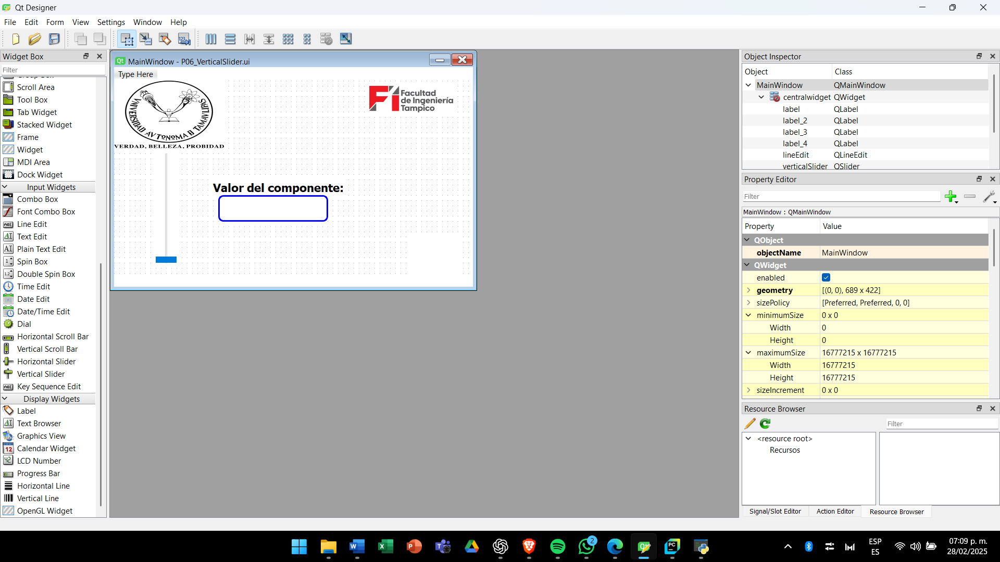 Qt Designer
File Edit Form View Settings Window Help
Widget Box
Filter
Scroll Area
Tool Box
Tab Widget
Stacked Widget
Frame
Widget
MDI Area
Dock Widget
Input Widgets
Combo Box
Font Combo Box
Line Edit
Text Edit
Plain Text Edit
Spin Box
Double Spin Box
Time Edit
Date Edit
Date/Time Edit
Dial
Horizontal Scroll Bar
Vertical Scroll Bar
Horizontal Slider
Vertical Slider
Key Sequence Edit
Display Widgets
Label
Text Browser
Graphics View
Calendar Widget
LCD Number
Progress Bar
Horizontal Line
Vertical Line
OpenGL Widget
MainWindow - P06_VerticalSlider.ui
Type Here
VNIVERSIDAD AVTONOMA D TAMAVLIPAS
VERDAD, BELLEZA, PROBIDAD
Facultad
de Ingeniería
Tampico
Valor del componente:
Object Inspector
Object Class
MainWindow QMainWindow
centralwidget QWidget
label QLabel
label_2 QLabel
label_3 QLabel
label_4 QLabel
lineEdit QLineEdit
verticalSlider QSlider
Property Editor
Filter
MainWindow : QMainWindow
Property Value
QObject
objectName MainWindow
QWidget
enabled
geometry [(0, 0), 689 x 422]
sizePolicy [Preferred, Preferred, 0, 0]
minimumSize 0 x 0
Width 0
Height 0
maximumSize 16777215 x 16777215
Width 16777215
Height 16777215
sizeIncrement 0 x 0
Resource Browser
Filter
<resource root>
Recursos
Signal/Slot Editor Action Editor Resource Browser
2
ESP
ES
07:09 p. m.
28/02/2025